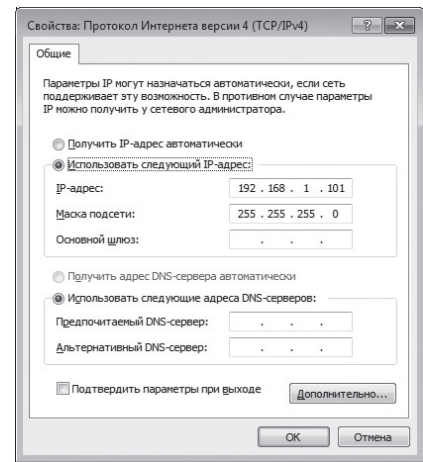 Свойства: Протокол Интернета версии 4 (TCP/IPv4)
Общие
Параметры IP могут назначаться автоматически, если сеть
поддерживает эту возможность. В противном случае параметры
IP можно получить у сетевого администратора.
Получить IP-адрес автоматически
Использовать следующий IP-адрес:
IP-адрес: 192 . 168 . 1 . 101
Маска подсети: 255 . 255 . 255 . 0
Основной шлюз: . . .
Получить адрес DNS-сервера автоматически
Использовать следующие адреса DNS-серверов:
Предпочитаемый DNS-сервер: . . .
Альтернативный DNS-сервер: . . .
Подтвердить параметры при выходе
Дополнительно...
OK Отмена